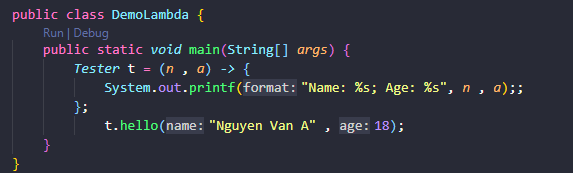 public class DemoLambda {
Run | Debug
public static void main(String[] args) {
Tester t = (n , a) -> {
System.out.printf(format: "Name: %s; Age: %s", n , a);;
};
t.hello(name: "Nguyen Van A" , age: 18);
}
}